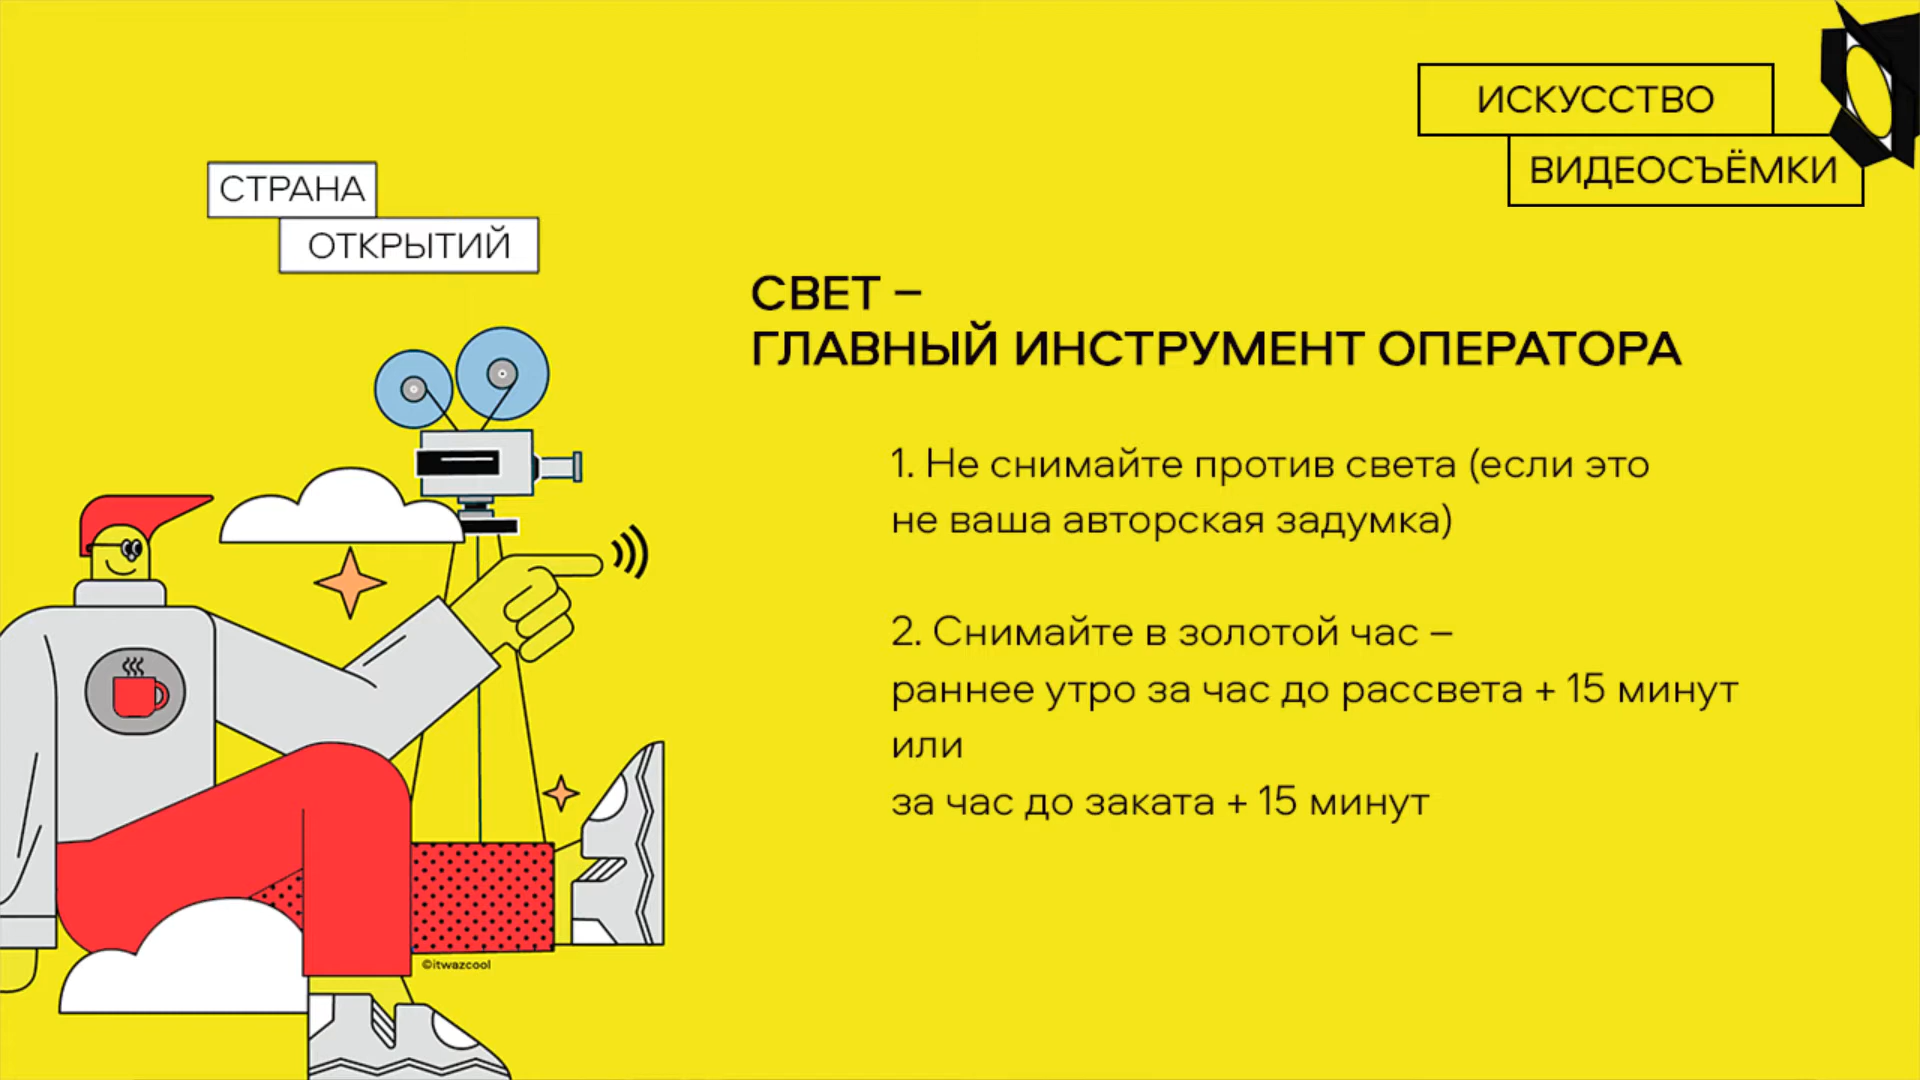 ИСКУССТВО
ВИДЕОСЪЁМКИ
СТРАНА
ОТКРЫТИЙ
СВЕТ –
ГЛАВНЫЙ ИНСТРУМЕНТ ОПЕРАТОРА
1. Не снимайте против света (если это
не ваша авторская задумка)
2. Снимайте в золотой час –
раннее утро за час до рассвета + 15 минут
или
за час до заката + 15 минут
©itwazcool